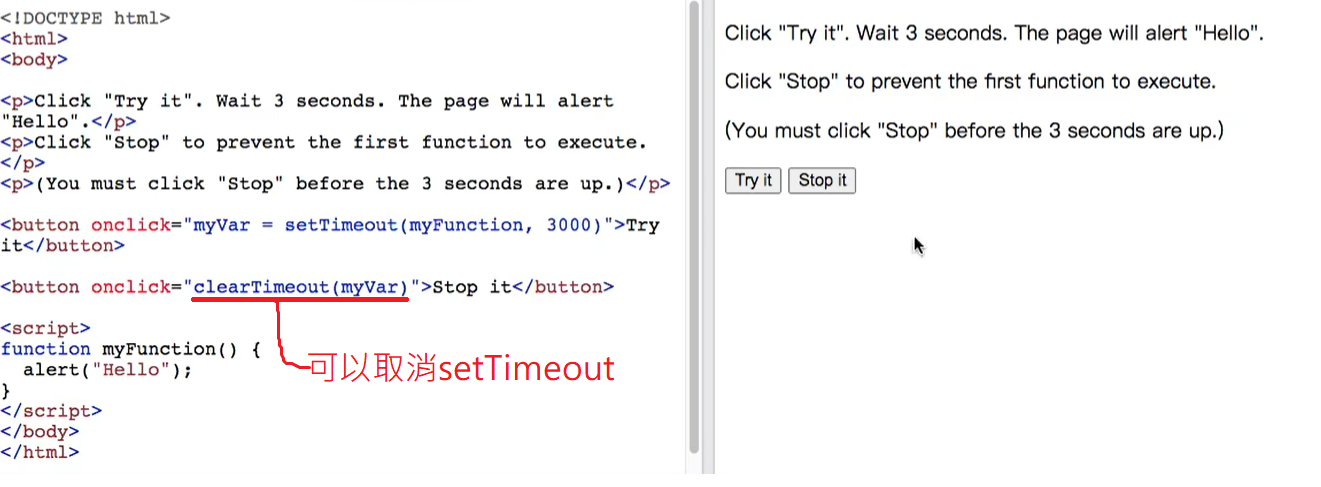 <!DOCTYPE html>
<html>
<body>
<p>Click "Try it". Wait 3 seconds. The page will alert
"Hello".</p>
<p>Click "Stop" to prevent the first function to execute.
</p>
<p>(You must click "Stop" before the 3 seconds are up.)</p>
<button onclick="myVar = setTimeout(myFunction, 3000)">Try
it</button>
<button onclick="clearTimeout(myVar)">Stop it</button>
<script>
function myFunction() {
  alert("Hello");
}
</script>
</body>
</html>
可以取消setTimeout
Click "Try it". Wait 3 seconds. The page will alert "Hello".
Click "Stop" to prevent the first function to execute.
(You must click "Stop" before the 3 seconds are up.)
Try it Stop it